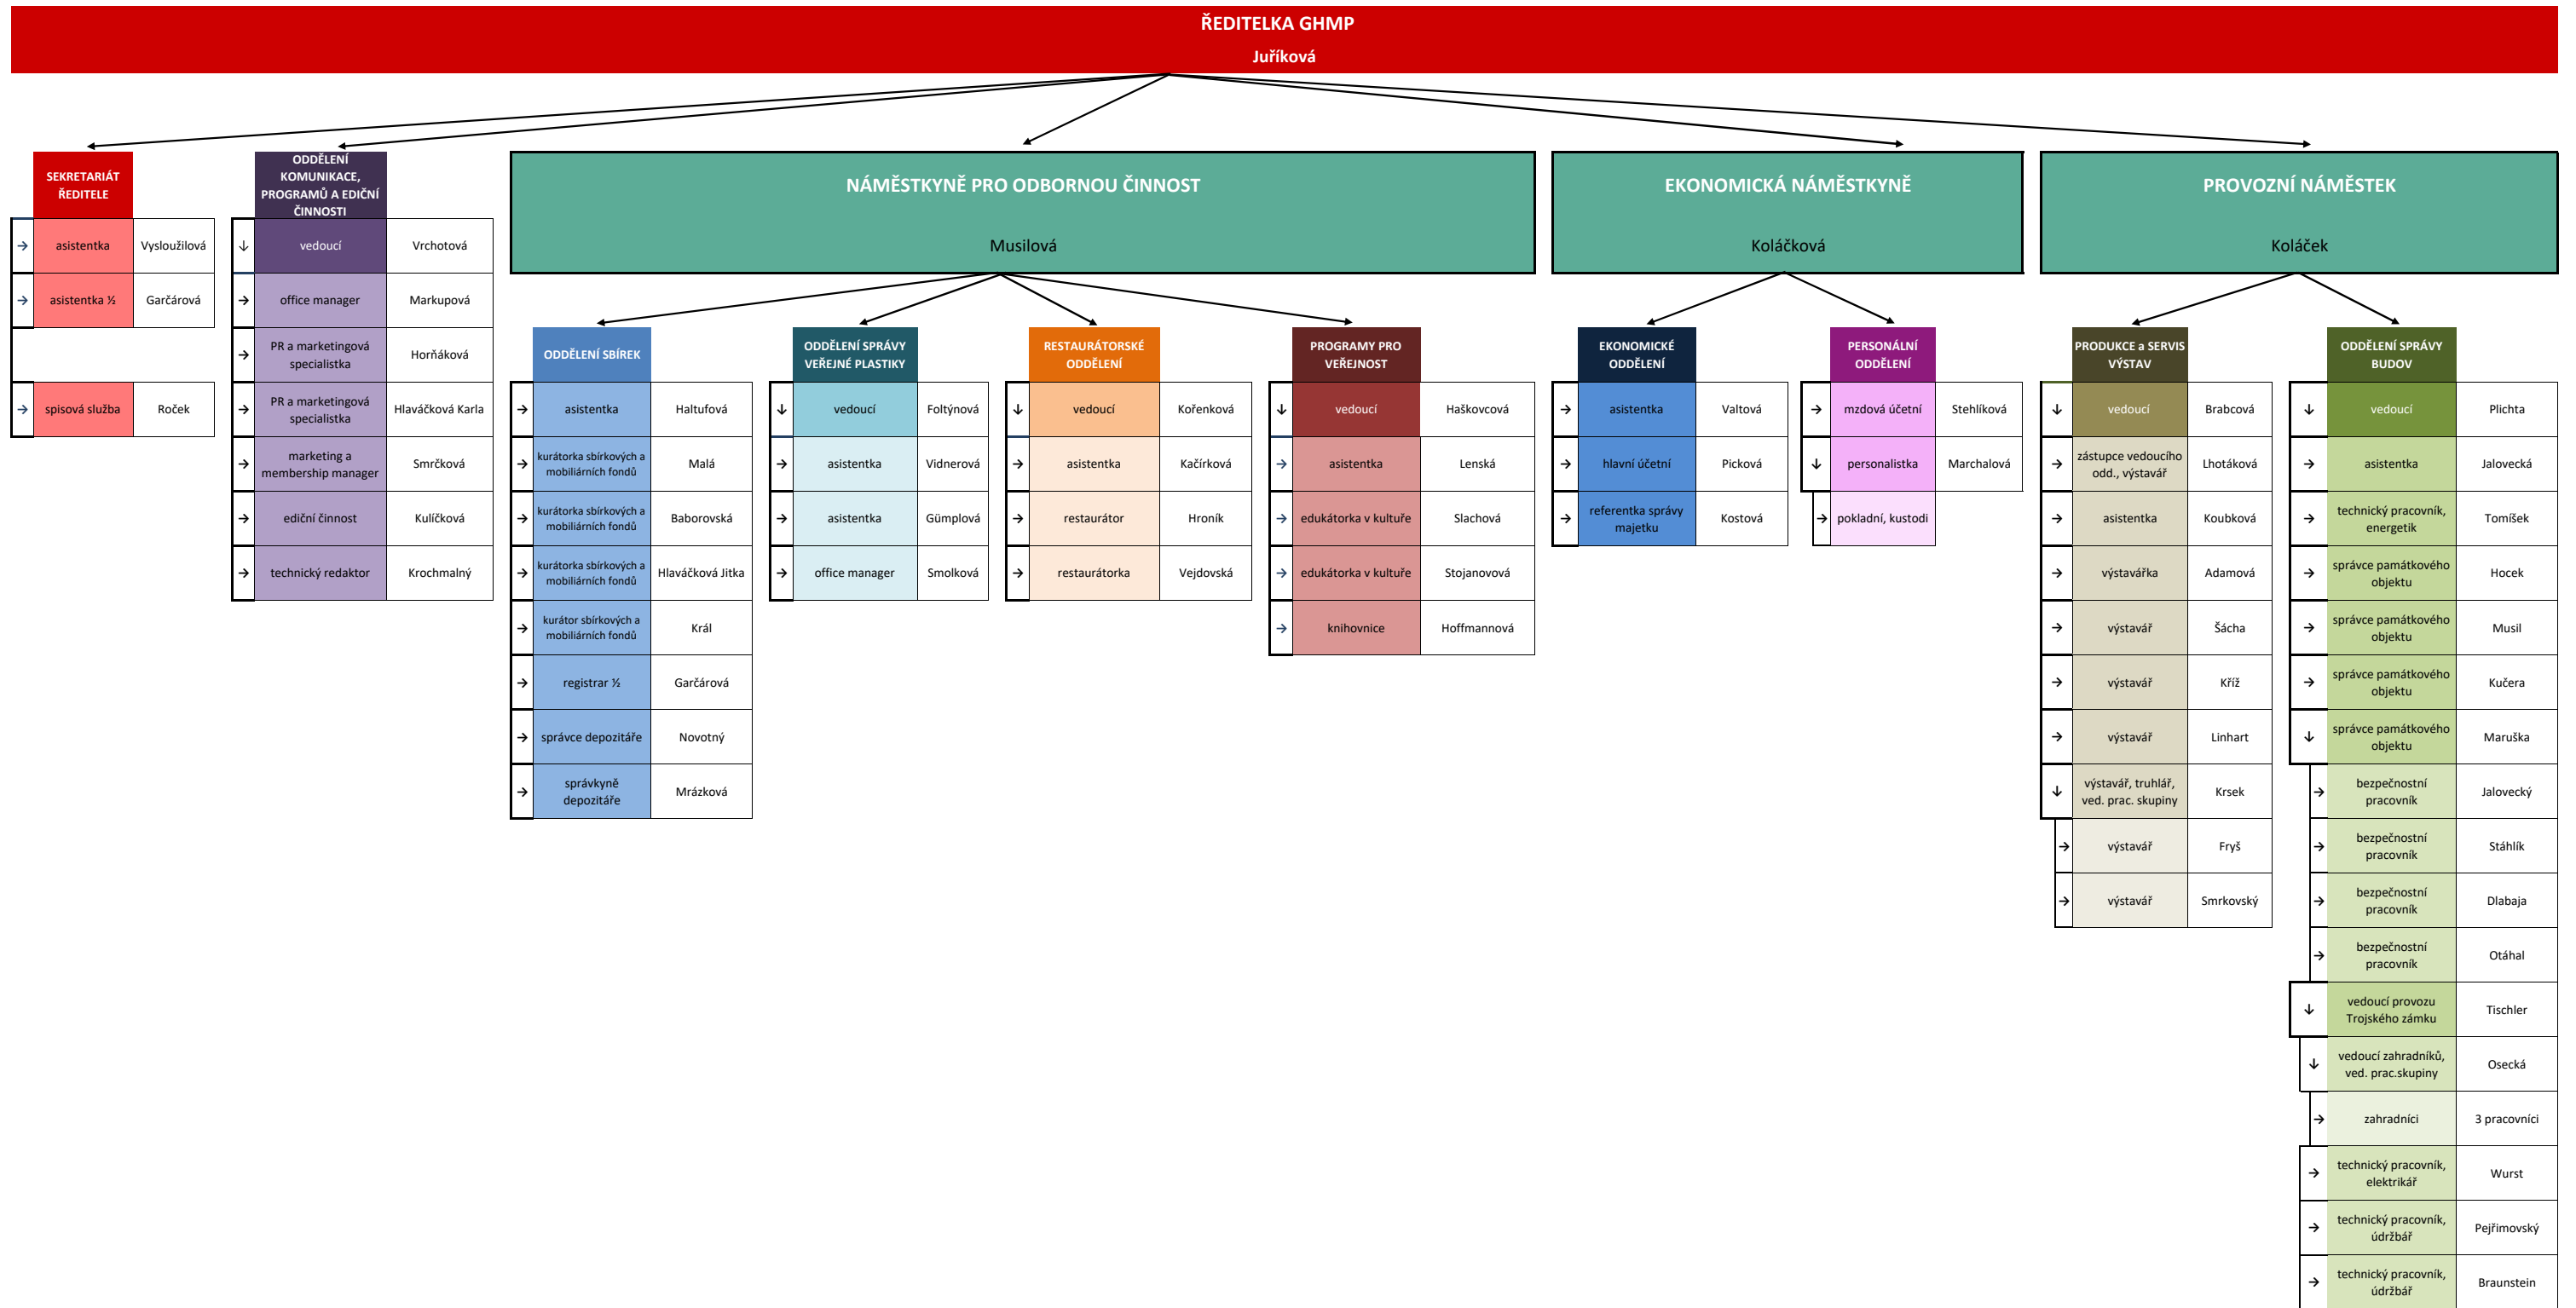 ŘEDITELKA GHMP
Juříková
SEKRETARIÁT
ŘEDITELE
→ asistentka Vysloužilová
→ asistentka ½ Garčárová
→ spisová služba Roček
ODDĚLENÍ
KOMUNIKACE,
PROGRAMŮ A EDIČNÍ
ČINNOSTI
↓ vedoucí Vrchotová
→ office manager Markupová
→ PR a marketingová
specialistka Horňáková
→ PR a marketingová
specialistka Hlaváčková Karla
→ marketing a
membership manager Smrčková
→ ediční činnost Kulíčková
→ technický redaktor Krochmalný
NÁMĚSTKYNĚ PRO ODBORNOU ČINNOST
Musilová
ODDĚLENÍ SBÍREK
→ asistentka Haltufová
→ kurátorka sbírkových a
mobiliárních fondů Malá
→ kurátorka sbírkových a
mobiliárních fondů Baborovská
→ kurátorka sbírkových a
mobiliárních fondů Hlaváčková Jitka
→ kurátor sbírkových a
mobiliárních fondů Král
→ registrar ½ Garčárová
→ správce depozitáře Novotný
→ správkyně
depozitáře Mrázková
ODDĚLENÍ SPRÁVY
VEŘEJNÉ PLASTIKY
↓ vedoucí Foltýnová
→ asistentka Vidnerová
→ asistentka Gümplová
→ office manager Smolková
RESTAURÁTORSKÉ
ODDĚLENÍ
↓ vedoucí Kořenková
→ asistentka Kačírková
→ restaurátor Hroník
→ restaurátorka Vejdovská
PROGRAMY PRO
VEŘEJNOST
↓ vedoucí Haškovcová
→ asistentka Lenská
→ edukátorka v kultuře Slachová
→ edukátorka v kultuře Stojanovová
→ knihovnice Hoffmannová
EKONOMICKÁ NÁMĚSTKYNĚ
Koláčková
EKONOMICKÉ
ODDĚLENÍ
→ asistentka Valtová
→ hlavní účetní Picková
→ referentka správy
majetku Kostová
PERSONÁLNÍ
ODDĚLENÍ
→ mzdová účetní Stehlíková
↓ personalistka Marchalová
→ pokladní, kustodi
PROVOZNÍ NÁMĚSTEK
Koláček
PRODUKCE a SERVIS
VÝSTAV
↓ vedoucí Brabcová
→ zástupce vedoucího
odd., výstavář Lhotáková
→ asistentka Koubková
→ výstavářka Adamová
→ výstavář Šácha
→ výstavář Kříž
→ výstavář Linhart
↓ výstavář, truhlář,
ved. prac. skupiny Krsek
→ výstavář Fryš
→ výstavář Smrkovský
ODDĚLENÍ SPRÁVY
BUDOV
↓ vedoucí Plichta
→ asistentka Jalovecká
→ technický pracovník,
energetik Tomíšek
→ správce památkového
objektu Hocek
→ správce památkového
objektu Musil
→ správce památkového
objektu Kučera
↓ správce památkového
objektu Maruška
→ bezpečnostní
pracovník Jalovecký
→ bezpečnostní
pracovník Stáhlík
→ bezpečnostní
pracovník Dlabaja
→ bezpečnostní
pracovník Otáhal
↓ vedoucí provozu
Trojského zámku Tischler
↓ vedoucí zahradníků,
ved. prac.skupiny Osecká
→ zahradníci 3 pracovníci
→ technický pracovník,
elektrikář Wurst
→ technický pracovník,
údržbář Pejřimovský
→ technický pracovník,
údržbář Braunstein